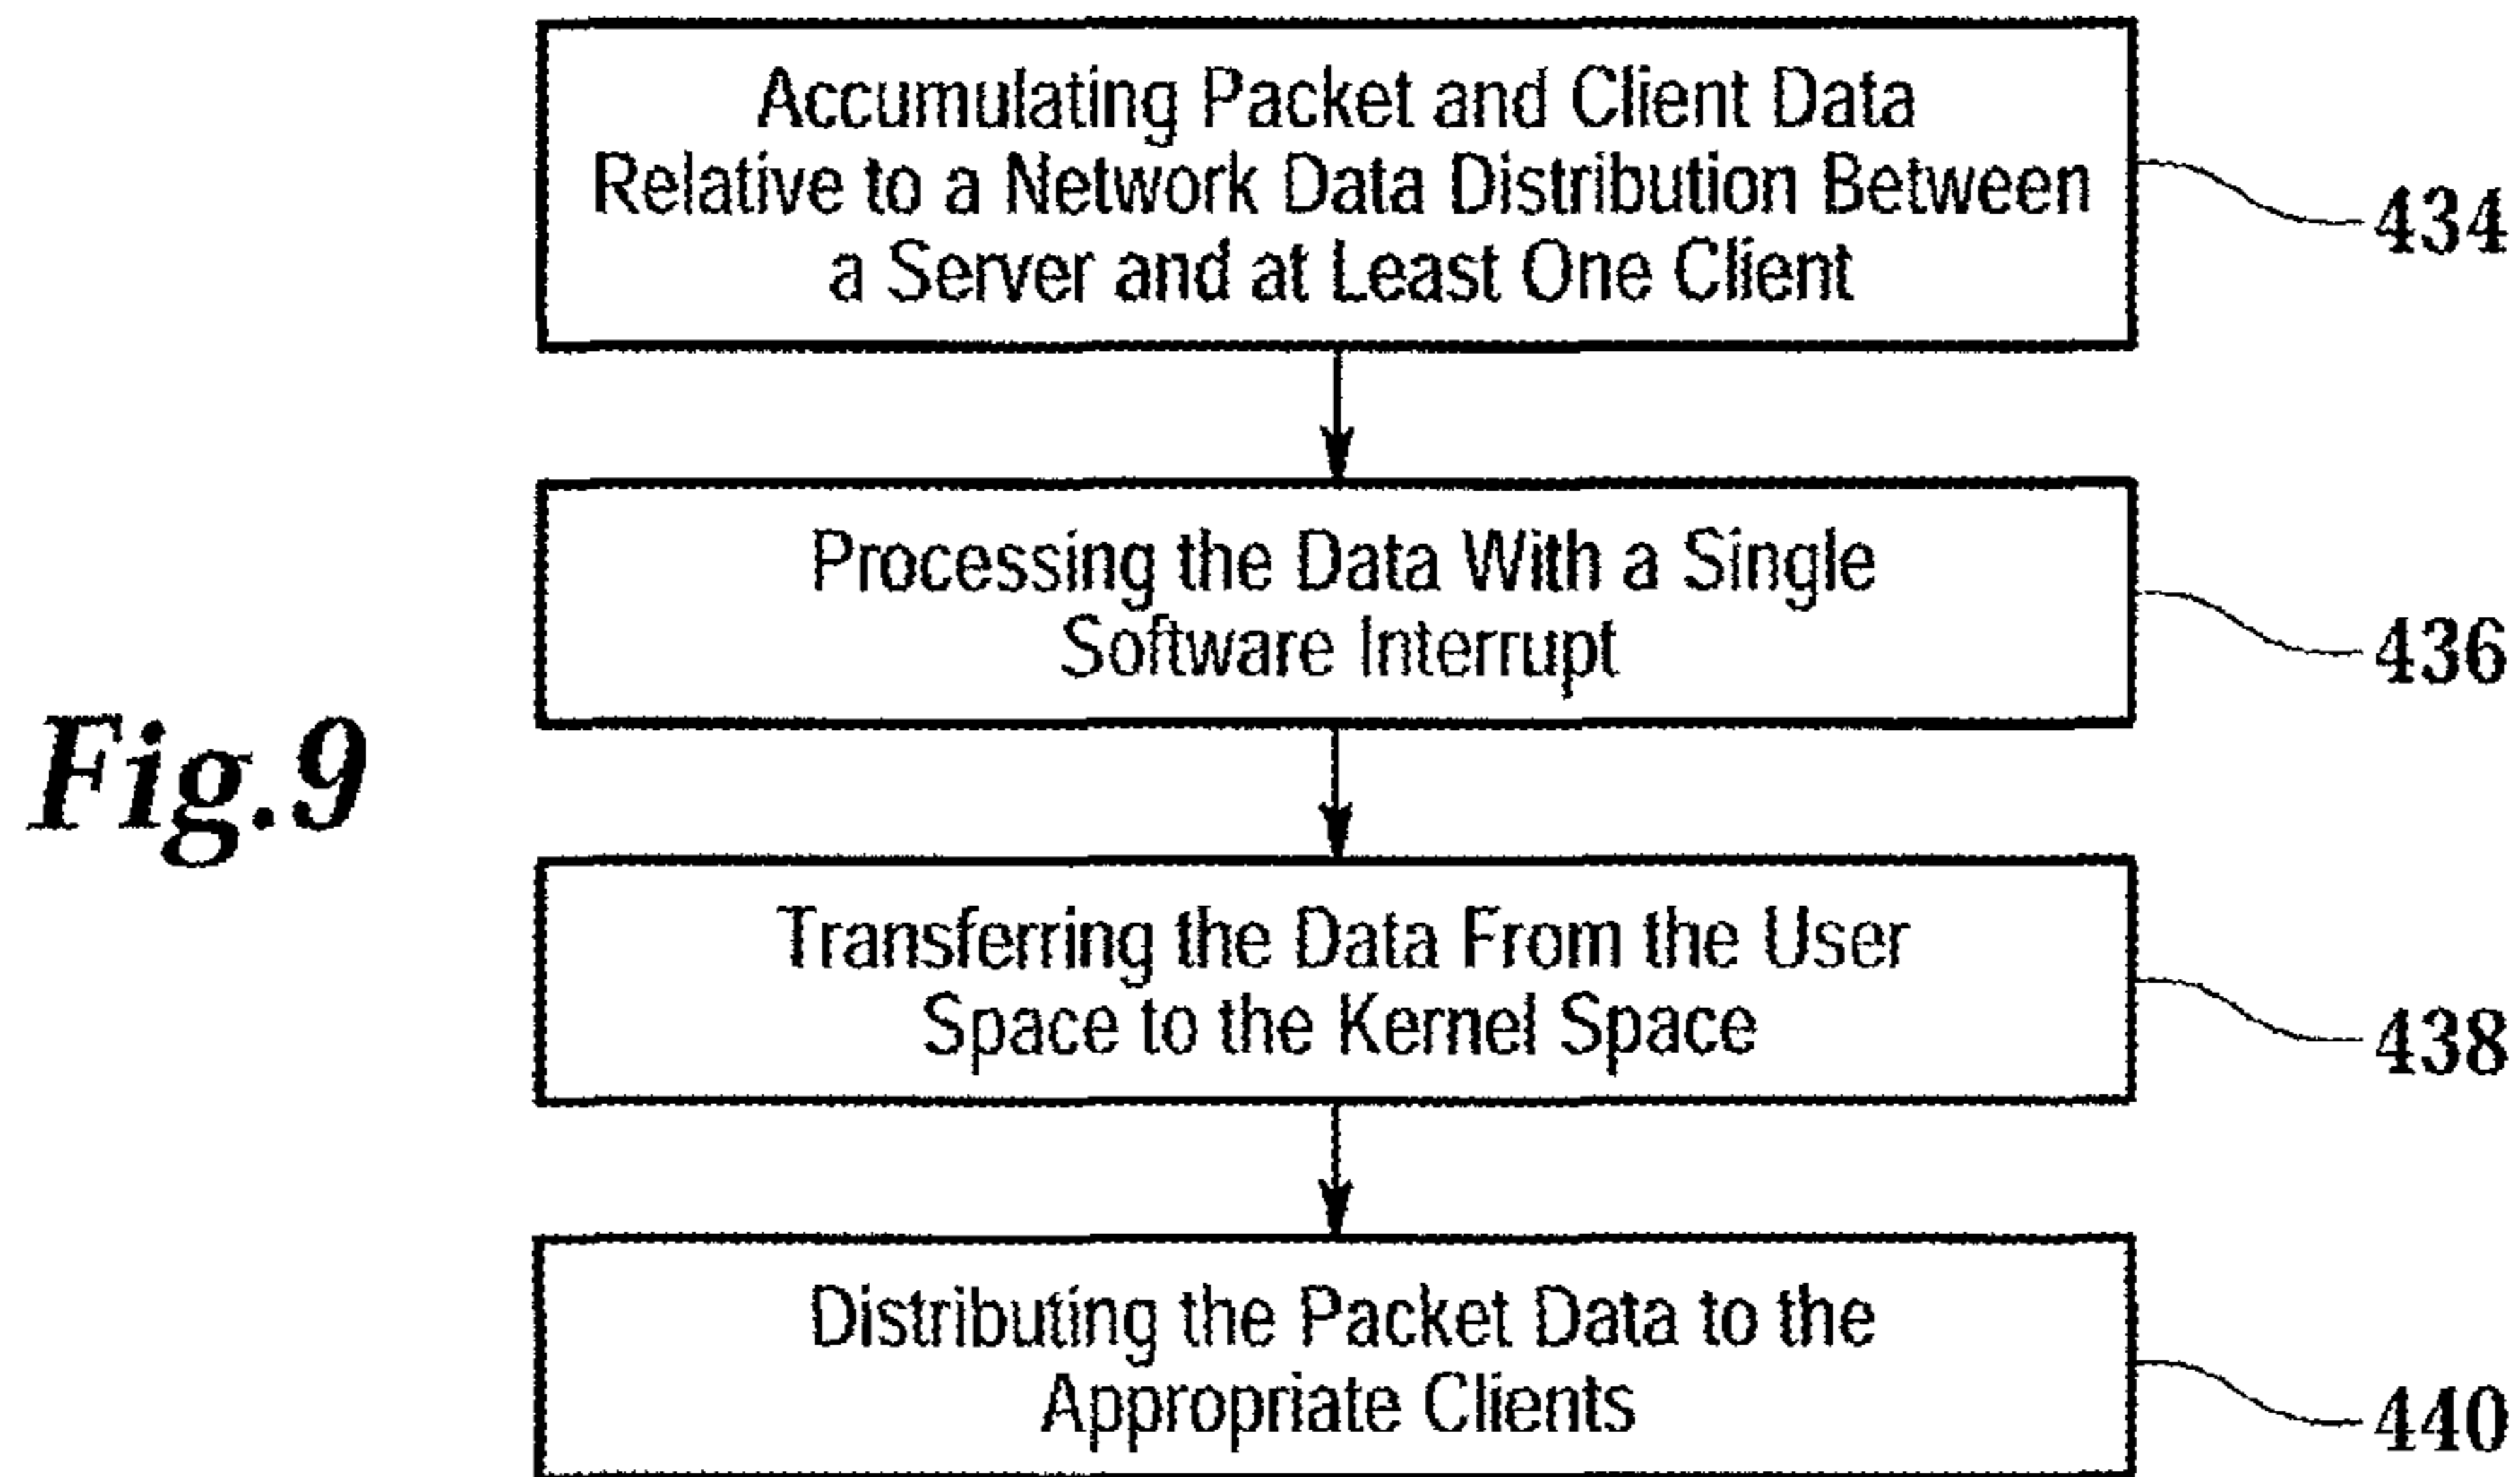 Accumulating Packet and Client Data
Relative to a Network Data Distribution Between
a Server and at Least One Client
434
Processing the Data With a Single
Software Interrupt
436
Fig.9
Transferring the Data From the User
Space to the Kernel Space
438
Distributing the Packet Data to the
Appropriate Clients
440